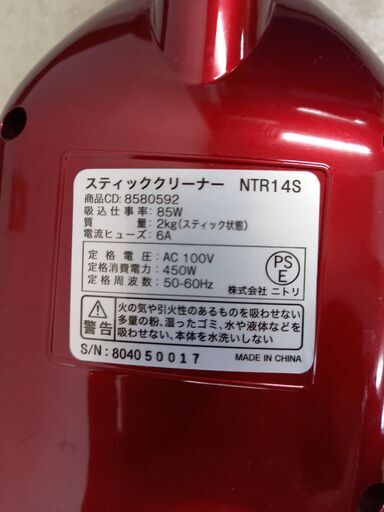 スティッククリーナー NTR14S
商品CD: 8580592
吸込仕事率: 85W
質 量: 2kg(スティック状態)
電流ヒューズ: 6A
定 格 電 圧: AC 100V
定格消費電力: 450W
定 格 周 波 数: 50-60Hz
PS
E
株式会社 ニトリ
警告
火の気や引火性のあるものを吸わせない
多量の粉、湿ったゴミ、水や液体などを
吸わせない、本体を水洗いしない
S/N: 804050017
MADE IN CHINA